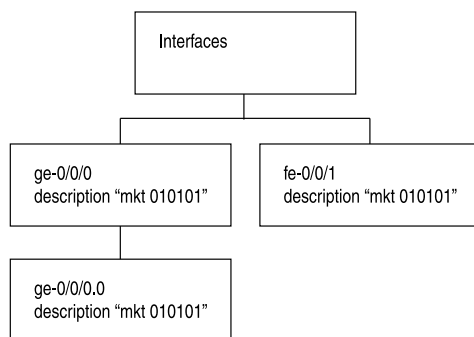 Interfaces
ge-0/0/0
description “mkt 010101”
fe-0/0/1
description “mkt 010101”
ge-0/0/0.0
description “mkt 010101”